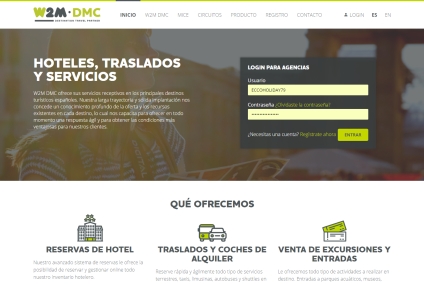 W2M·DMC
DESTINATION TRAVEL PARTNER
INICIO W2M DMC MICE CIRCUITOS PRODUCTO REGISTRO CONTACTO LOGIN ES EN
HOTELES, TRASLADOS
Y SERVICIOS
W2M DMC ofrece sus servicios receptivos en los principales destinos
turísticos españoles. Nuestra larga trayectoria y sólida implantación nos
concede un conocimiento profundo de la oferta y los recursos
existentes en cada destino, lo cual nos capacita para ofrecer en todo
momento una respuesta ágil y para obtener las condiciones más
ventajosas para nuestros clientes.
LOGIN PARA AGENCIAS
Usuario
ECCOHOLIDAY79
Contraseña ¿Olvidaste la contraseña?
¿Necesitas una cuenta? Regístrate ahora
ENTRAR
QUÉ OFRECEMOS
RESERVAS DE HOTEL
Nuestro avanzado sistema de reservas le ofrece la
posibilidad de reservar y gestionar online todo
nuestro inventario hotelero.
TRASLADOS Y COCHES DE
ALQUILER
Reserve rápida y ágilmente todo tipo de servicios
terrestres, taxis, limusinas, autobuses y shuttles en
VENTA DE EXCURSIONES Y
ENTRADAS
Le ofrecemos todo tipo de actividades a realizar en
destino. Entradas a parques acuáticos, museos,